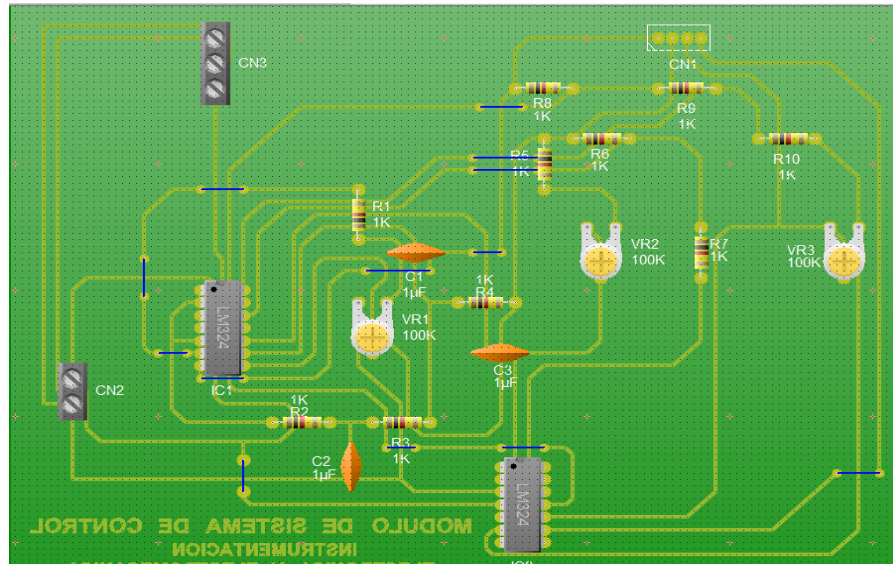 CN3
CN1
R8
1K
R9
1K
R5
1K
R6
1K
R10
1K
R1
1K
VR2
100K
R7
1K
VR3
100K
C1
1µF
1K
R4
LM324
IC1
VR1
100K
C3
1µF
CN2
1K
R2
R3
1K
C2
1µF
LM324
MODULO DE SISTEMA DE CONTROL
INSTRUMENTACION